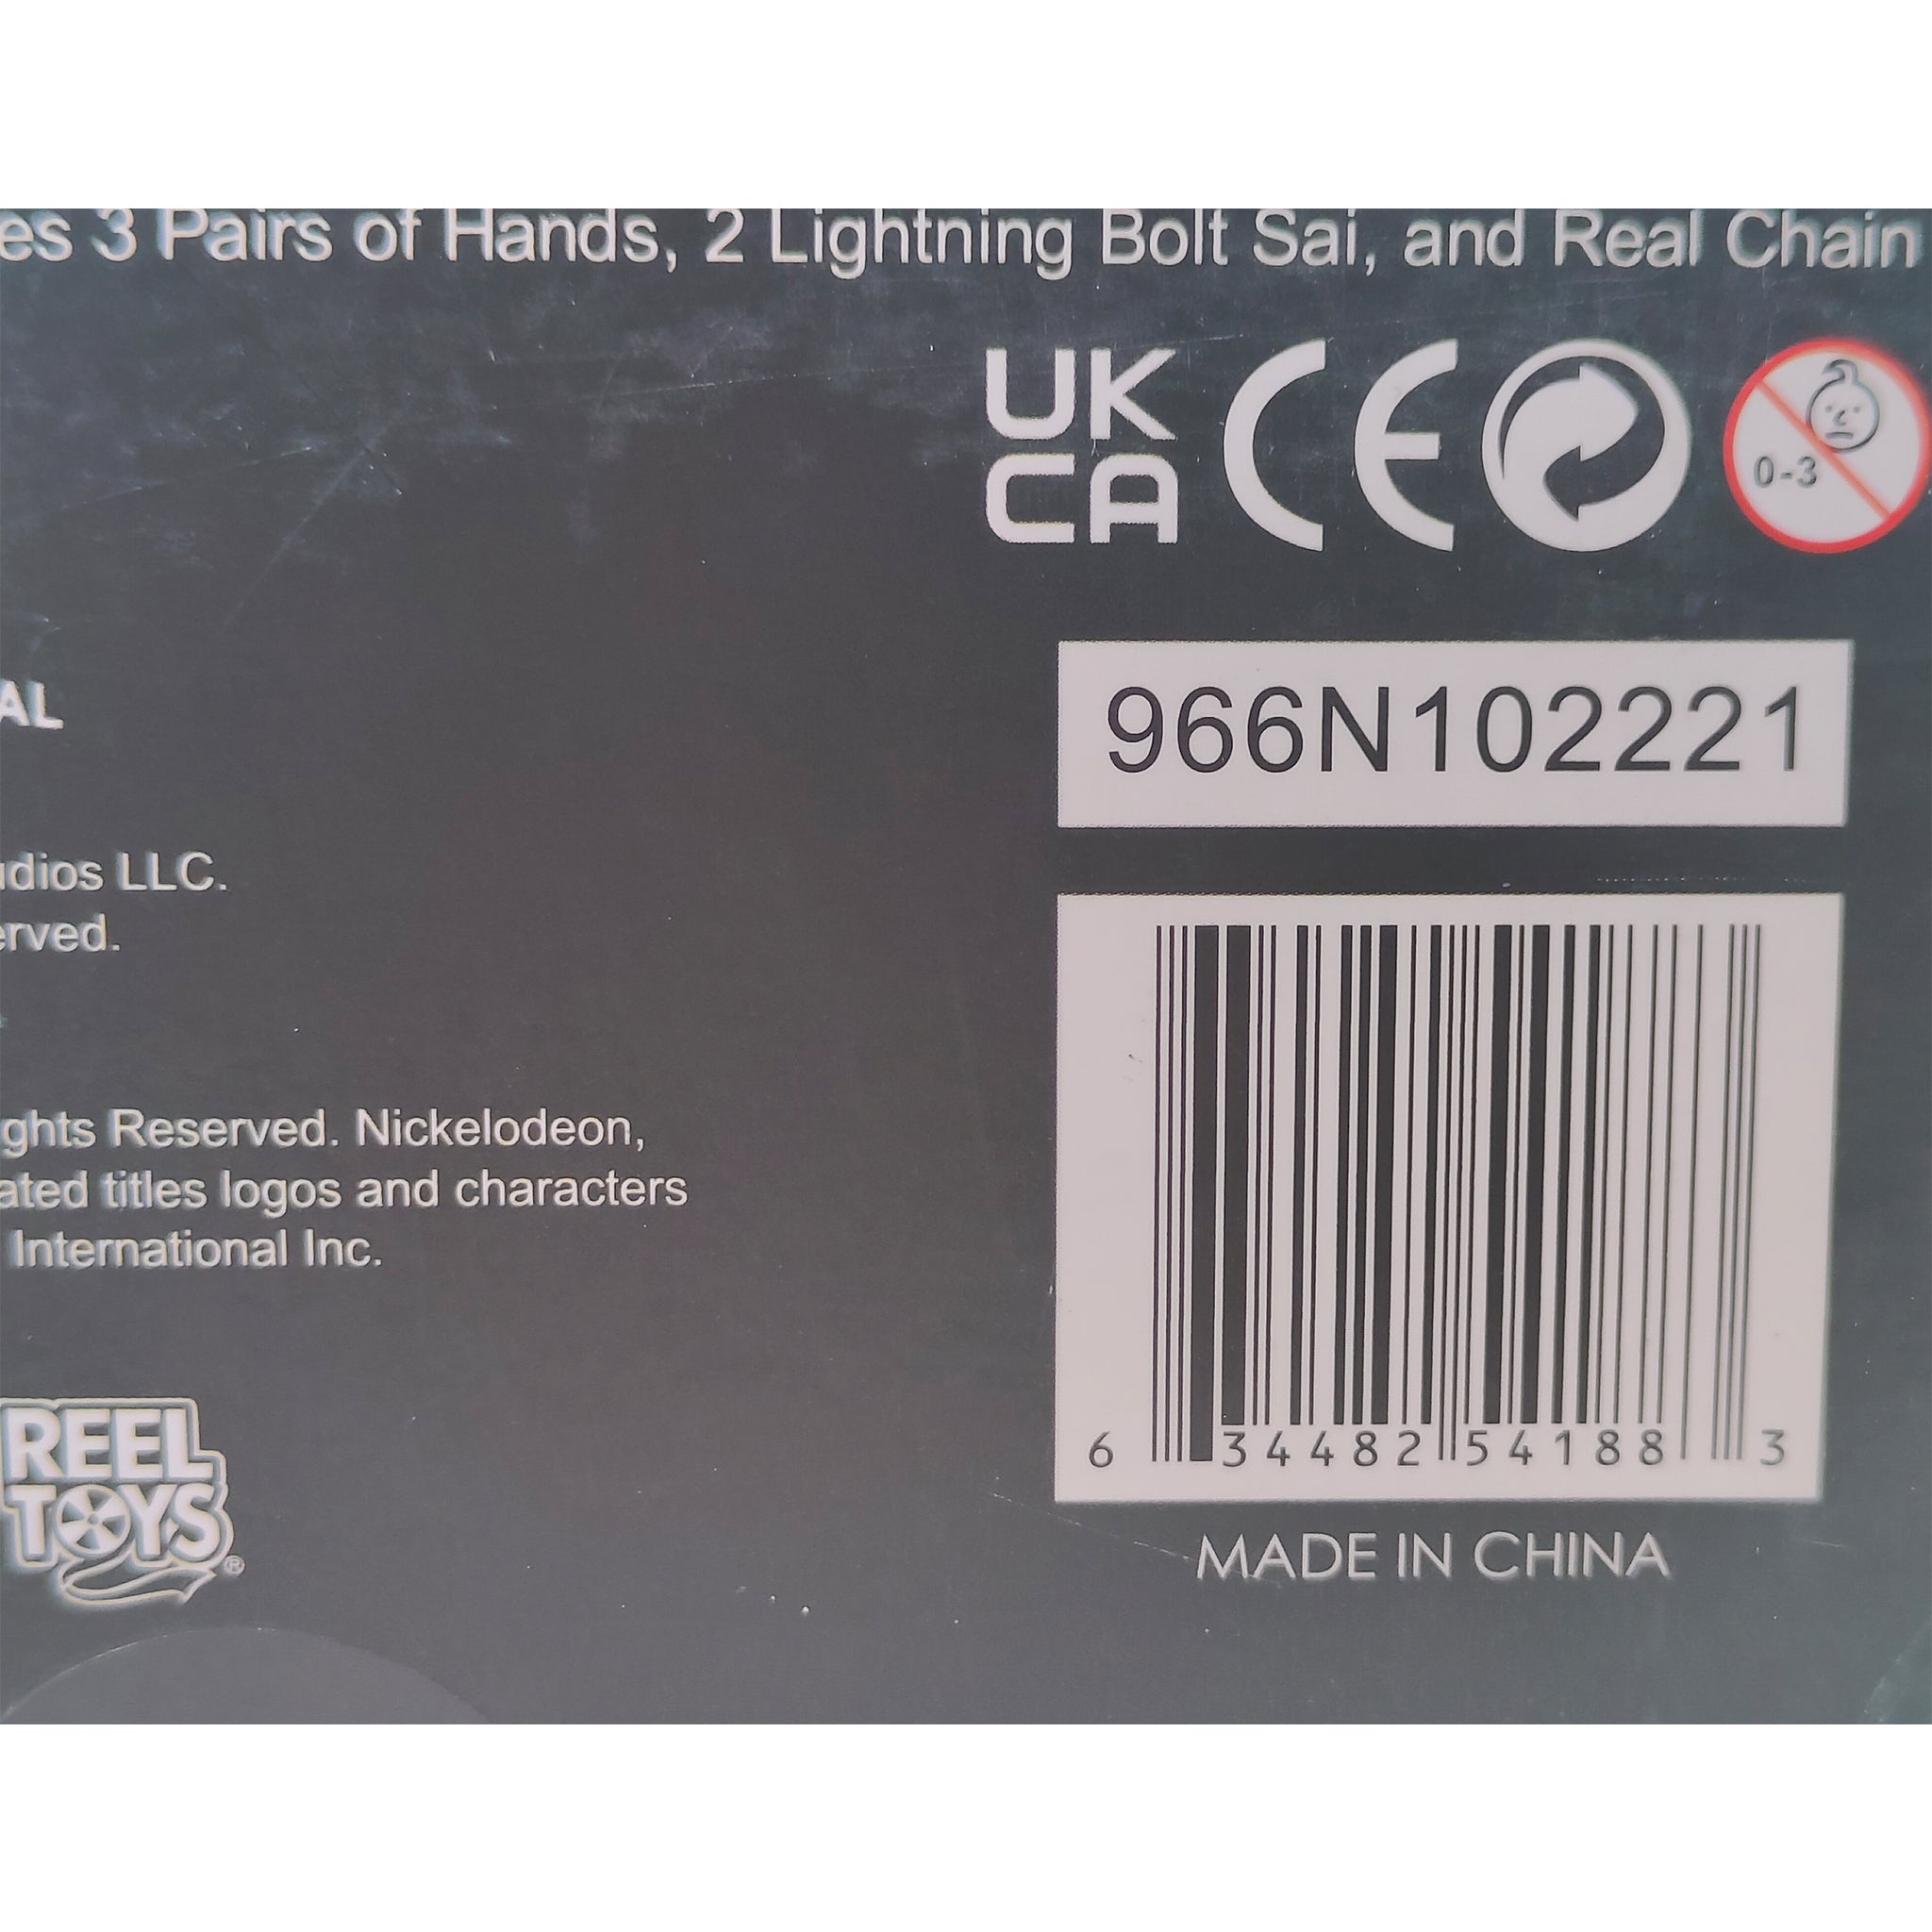 es 3 Pairs of Hands, 2 Lightning Bolt Sai, and Real Chain
UK
CA
CE
0-3
AL
966N102221
udios LLC.
erved.
ghts Reserved. Nickelodeon,
ated titles logos and characters
International Inc.
REEL
TOYS®
6 34482 54188 3
MADE IN CHINA